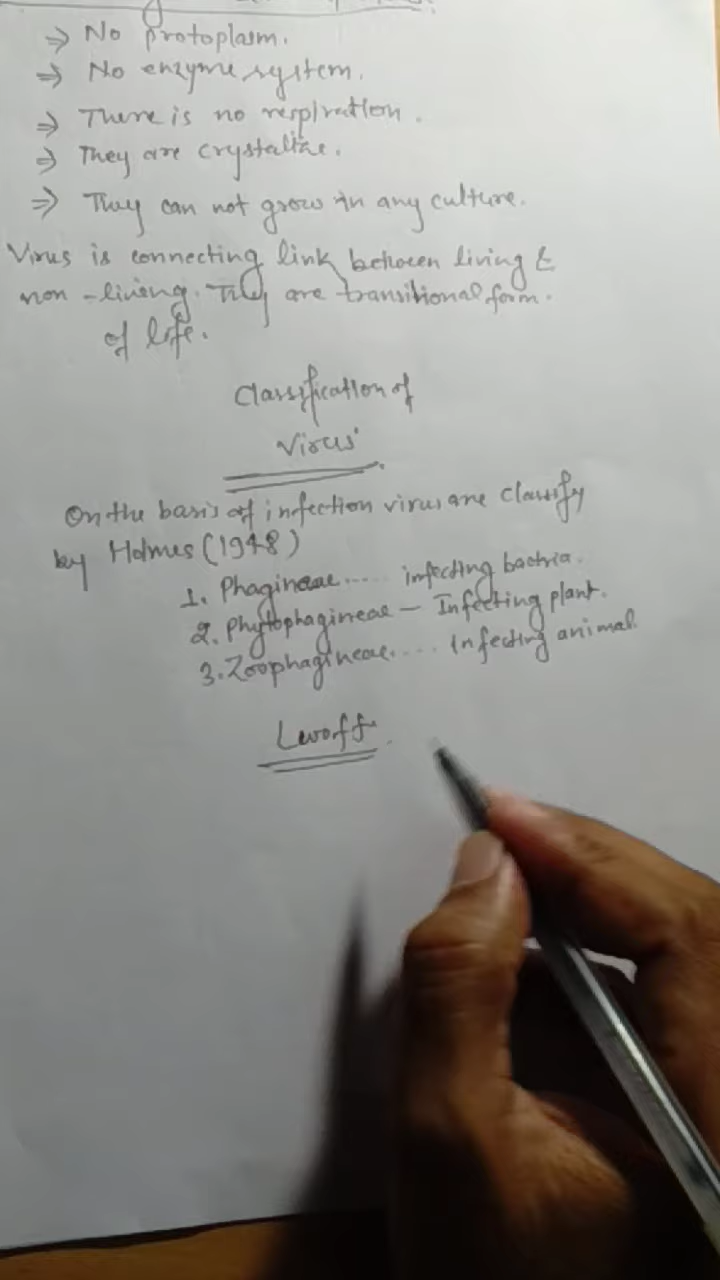 ⇒ No protoplasm.
⇒ No enzyme system.
⇒ There is no respiration.
⇒ They are crystalize.
⇒ They can not grow in any culture.
Virus is connecting link between living &
non-living. They are transitional form.
of life.
Classification of
Virus
On the basis of infection virus are classify
by Holmes (1948)
1. Phagineae.... infecting bactria.
2. Phytophagineae - Infecting plant.
3. Zoophagineae.... infecting animal
Lwoff.